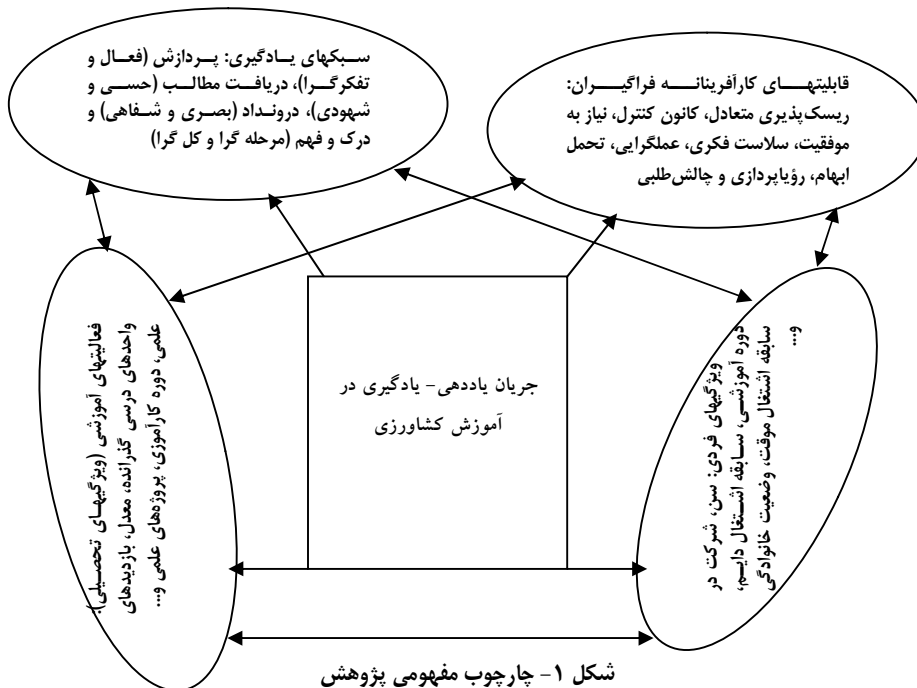 قابلیتهای کارآفرینانه فراگیران:
ریسک‌پذیری متعادل، کانون کنترل، نیاز به
موفقیت، سلاست فکری، عملگرایی، تحمل
ابهام، رؤیاپردازی و چالش‌طلبی
سبکهای یادگیری: پردازش (فعال و
تفکرگرا)، دریافت مطالب (حسی و
شهودی)، درونداد (بصری و شفاهی) و
درک و فهم (مرحله گرا و کل گرا)
جریان یاددهی- یادگیری در
آموزش کشاورزی
ویژگیهای فردی: سن، شرکت در
دوره آموزشی، سابقه اشتغال دایم،
سابقه اشتغال موقت، وضعیت خانوادگی
و...
فعالیتهای آموزشی (ویژگیهای تحصیلی):
واحدهای درسی گذرانده، معدل، بازدیدهای
علمی، دوره کارآموزی، پروژه‌های علمی و...
شکل ۱- چارچوب مفهومی پژوهش